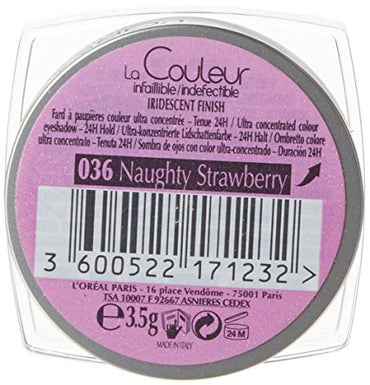 La Couleur
infaillible/indefectible
IRIDESCENT FINISH
Fard à paupières couleur ultra concentrée - Tenue 24H / Ultra concentrated colour
eyeshadow - 24H Hold / Ultra-konzentrierte Lidschattenfarbe - 24H Halt / Ombretto colore
ultra concentrato - Tenuta 24H / Sombra de ojos con color ultra-concentrado - Duración 24H
036 Naughty Strawberry
3 600522 171232 >
L'ORÉAL PARIS - 16 place Vendôme - 75001 Paris
TSA 10007 F 92667 ASNIERES CEDEX
e 3.5g
MADE IN ITALY
24 M